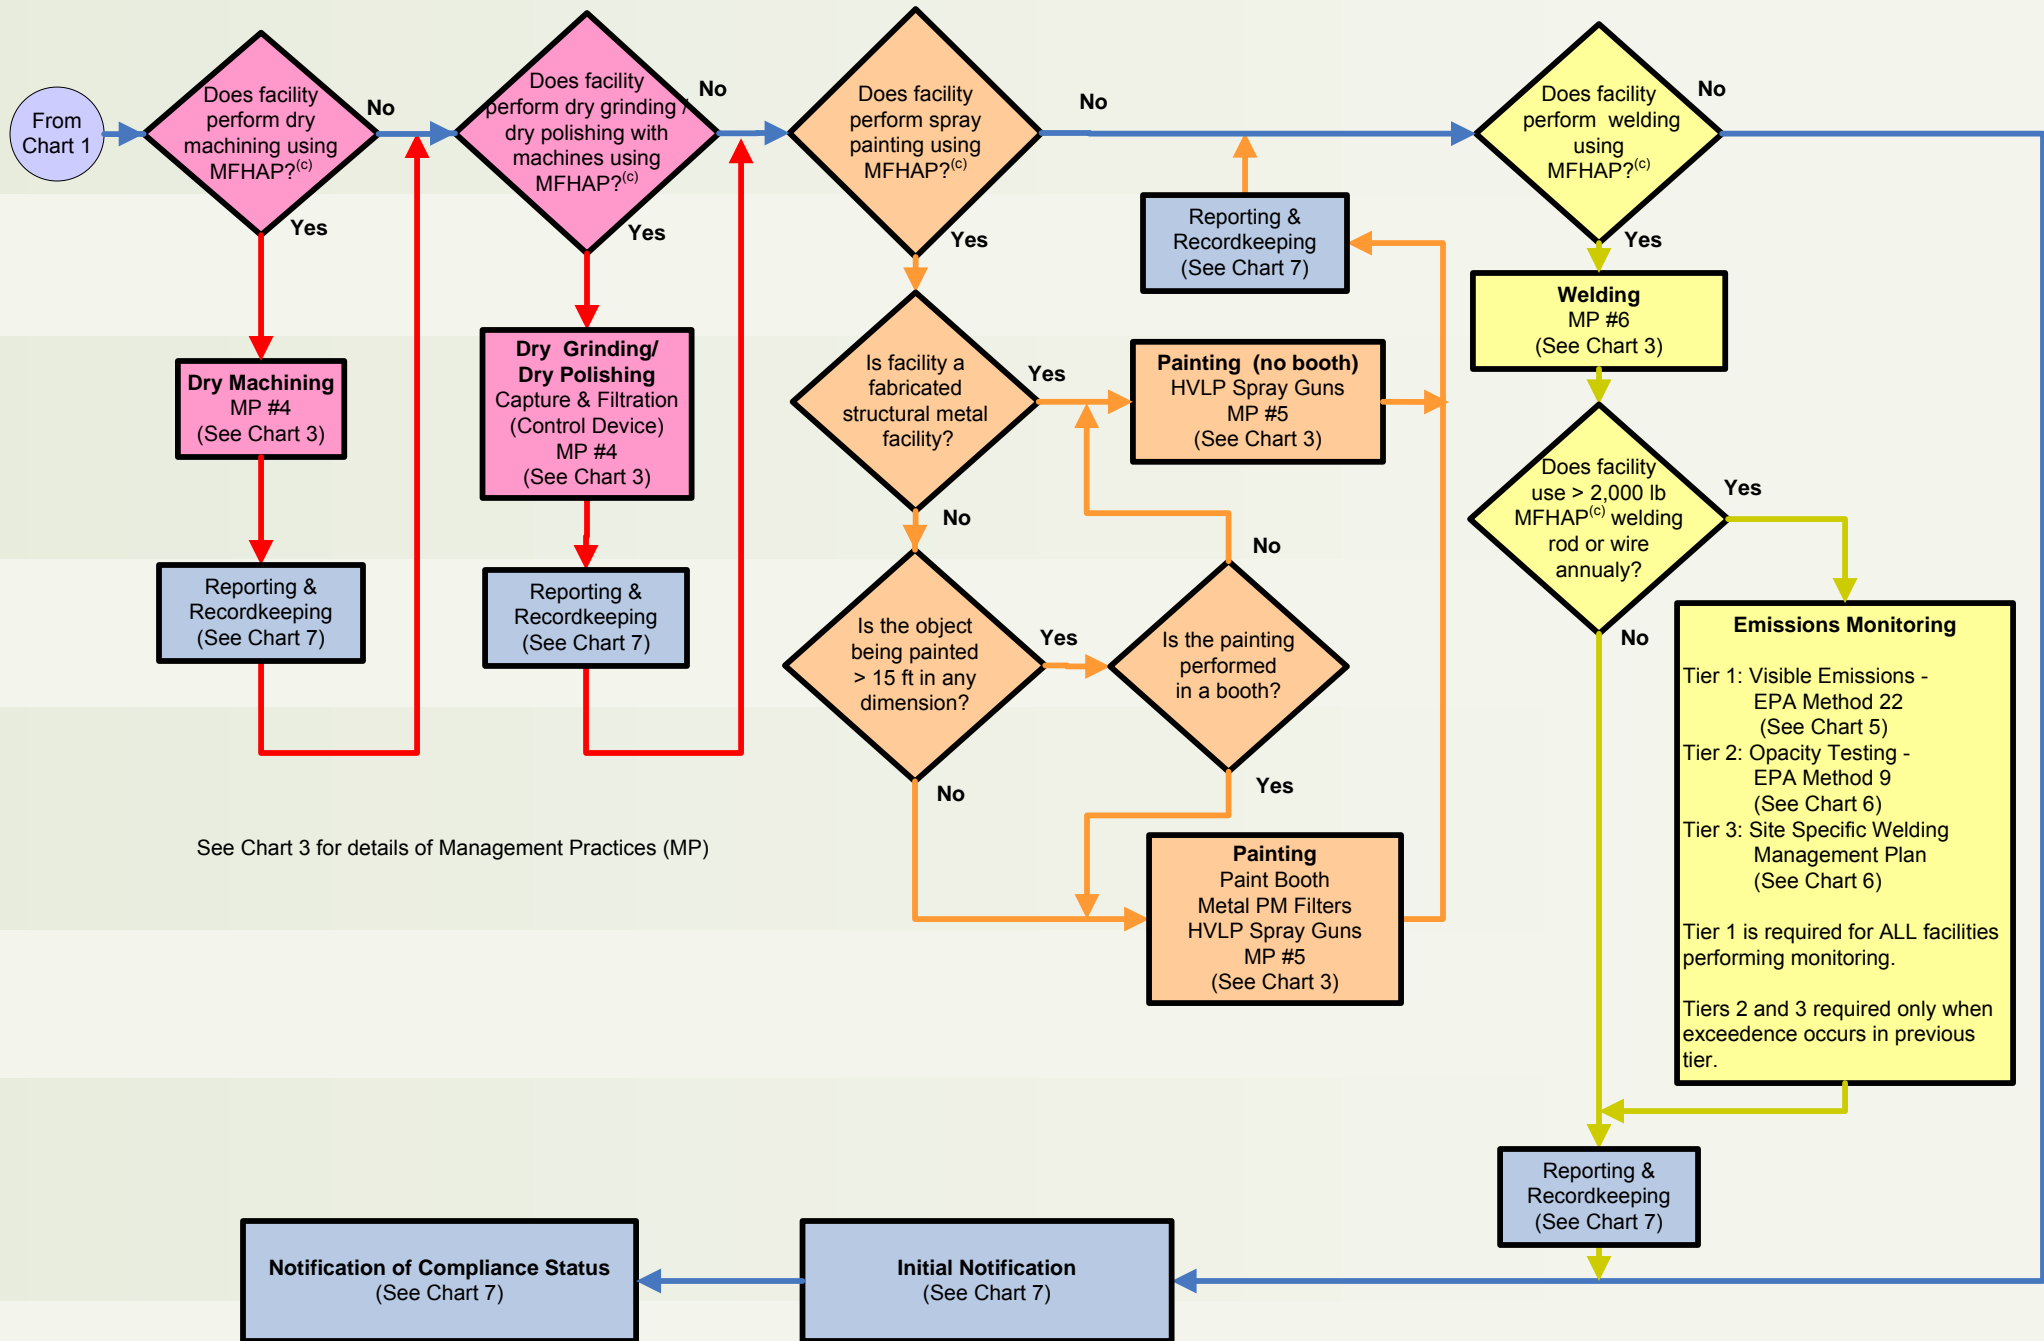 From
Chart 1
Does facility
perform dry
machining using
MFHAP?(c)
No
Yes
Dry Machining
MP #4
(See Chart 3)
Reporting &
Recordkeeping
(See Chart 7)
Does facility
perform dry grinding /
dry polishing with
machines using
MFHAP?(c)
No
Yes
Dry Grinding/
Dry Polishing
Capture & Filtration
(Control Device)
MP #4
(See Chart 3)
Reporting &
Recordkeeping
(See Chart 7)
Does facility
perform spray
painting using
MFHAP?(c)
No
Yes
Is facility a
fabricated
structural metal
facility?
Yes
No
Painting (no booth)
HVLP Spray Guns
MP #5
(See Chart 3)
Reporting &
Recordkeeping
(See Chart 7)
Is the object
being painted
> 15 ft in any
dimension?
Yes
No
Is the painting
performed
in a booth?
No
Yes
Painting
Paint Booth
Metal PM Filters
HVLP Spray Guns
MP #5
(See Chart 3)
Does facility
perform welding
using
MFHAP?(c)
No
Yes
Welding
MP #6
(See Chart 3)
Does facility
use > 2,000 lb
MFHAP(c) welding
rod or wire
annualy?
Yes
No
Emissions Monitoring
Tier 1: Visible Emissions -
EPA Method 22
(See Chart 5)
Tier 2: Opacity Testing -
EPA Method 9
(See Chart 6)
Tier 3: Site Specific Welding
Management Plan
(See Chart 6)
Tier 1 is required for ALL facilities
performing monitoring.
Tiers 2 and 3 required only when
exceedence occurs in previous
tier.
Reporting &
Recordkeeping
(See Chart 7)
See Chart 3 for details of Management Practices (MP)
Initial Notification
(See Chart 7)
Notification of Compliance Status
(See Chart 7)